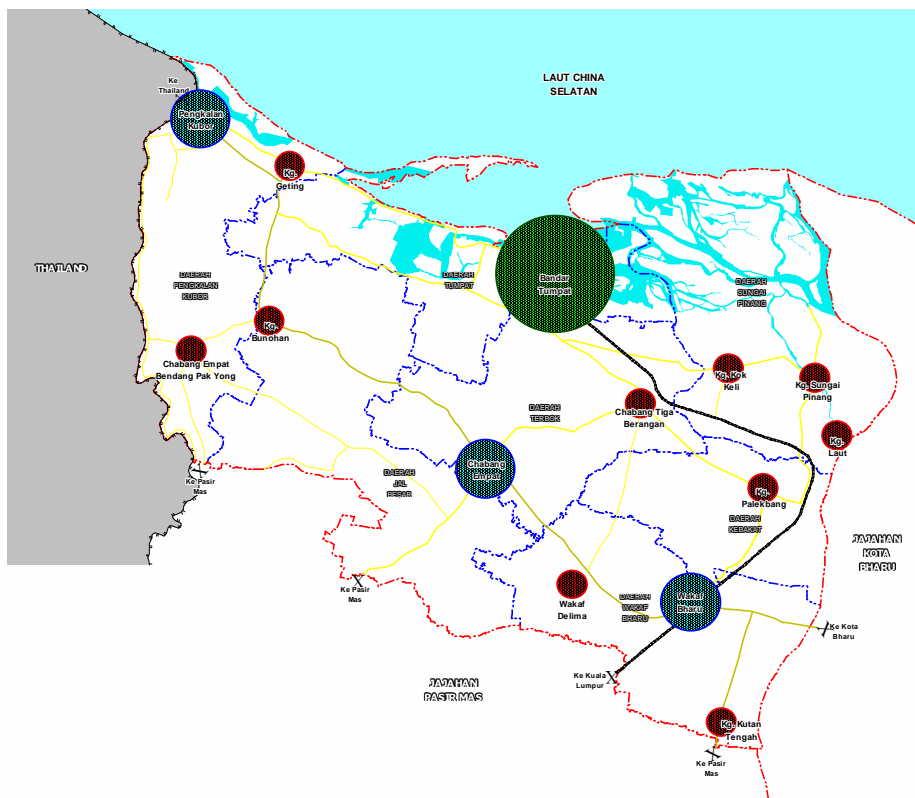 LAUT CHINA
SELATAN
Ke
Thailand
Pengkalan
Kubor
Kg.
Geting
THAILAND
DAERAH
PENGKALAN
KUBOR
DAERAH
TUMPAT
Bandar
Tumpat
DAERAH
SUNGAI
PINANG
Kg.
Bunohan
Chabang Empat
Bendang Pak Yong
Kg. Kok
Keli
Kg. Sungai
Pinang
DAERAH
TERBOK
Chabang Tiga
Berangan
Kg.
Laut
Chabang
Empat
DAERAH
JAL
BESAR
Ke Pasir
Mas
Kg.
Palekbang
DAERAH
KEBAKAT
JAJAHAN
KOTA
BHARU
Ke Pasir
Mas
Wakaf
Delima
DAERAH
WAKAF
BHARU
Wakaf
Bharu
Ke Kota
Bharu
Ke Kuala
Lumpur
JAJAHAN
PASIR MAS
Kg. Kutan
Tengah
Ke Pasir
Mas